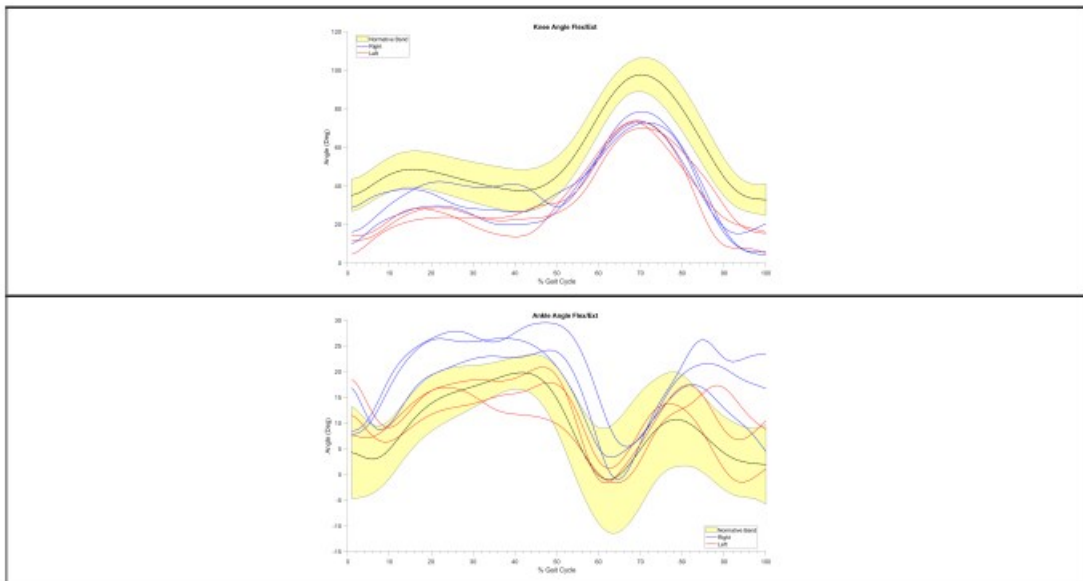 Knee Angle Flex/Ext
120
Normative Band
Right
Left
100
80
60
40
20
0
Angle (Deg)
0 10 20 30 40 50 60 70 80 90 100
% Gait Cycle
Ankle Angle Flex/Ext
30
25
20
15
10
5
0
-5
-10
-15
Angle (Deg)
Normative Band
Right
Left
0 10 20 30 40 50 60 70 80 90 100
% Gait Cycle